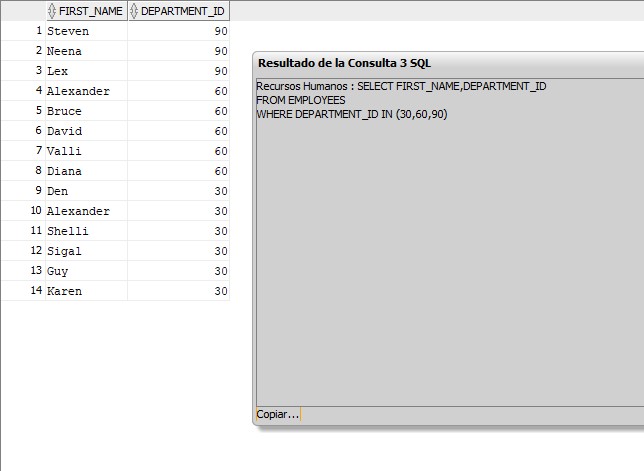 FIRST_NAME DEPARTMENT_ID
1 Steven 90
2 Neena 90
3 Lex 90
4 Alexander 60
5 Bruce 60
6 David 60
7 Valli 60
8 Diana 60
9 Den 30
10 Alexander 30
11 Shelli 30
12 Sigal 30
13 Guy 30
14 Karen 30
Resultado de la Consulta 3 SQL
Recursos Humanos : SELECT FIRST_NAME,DEPARTMENT_ID
FROM EMPLOYEES
WHERE DEPARTMENT_ID IN (30,60,90)
Copiar...